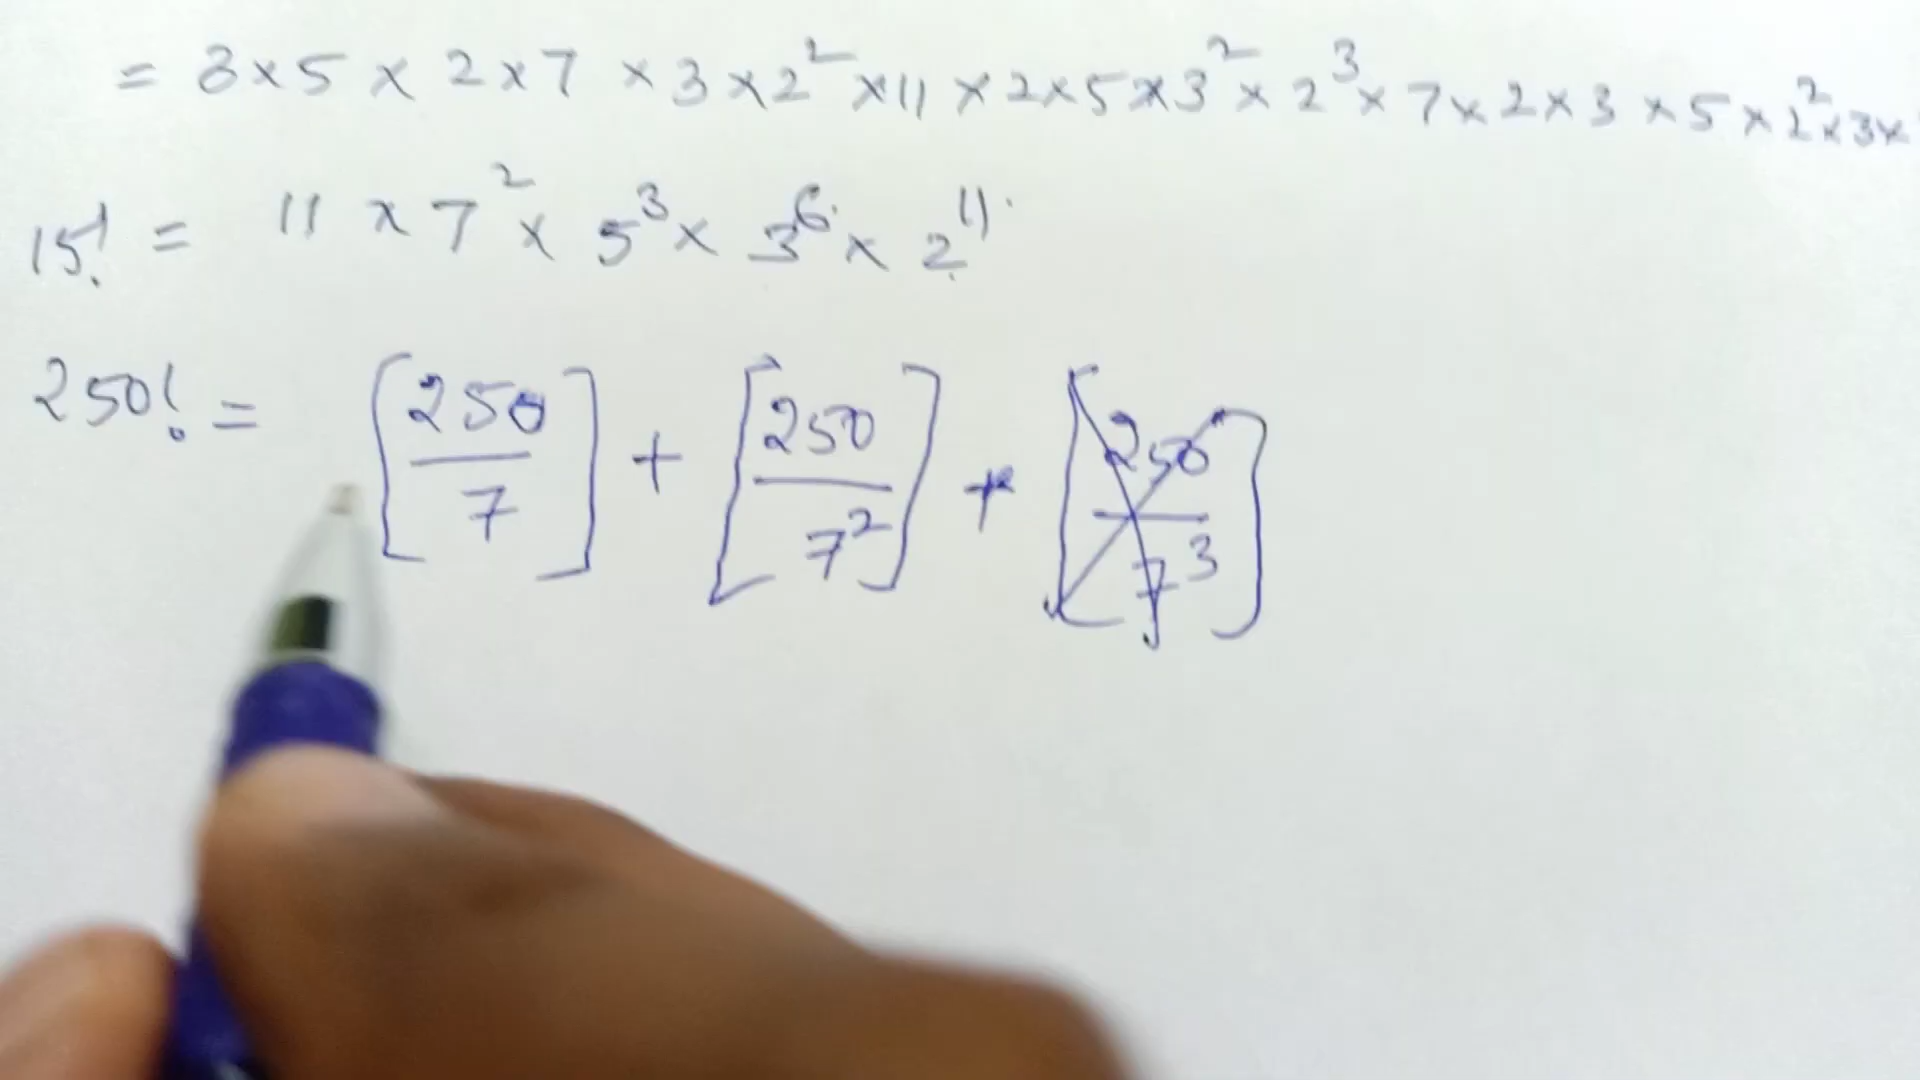 = 3×5 × 2×7 × 3×2² ×11 × 2×5×3²× 2³× 7×2×3 ×5 ×2²×3×
15! = 11 × 7² × 5³ × 3⁶ × 2¹¹.
250! = [250/7] + [250/7²] + [250/7³]